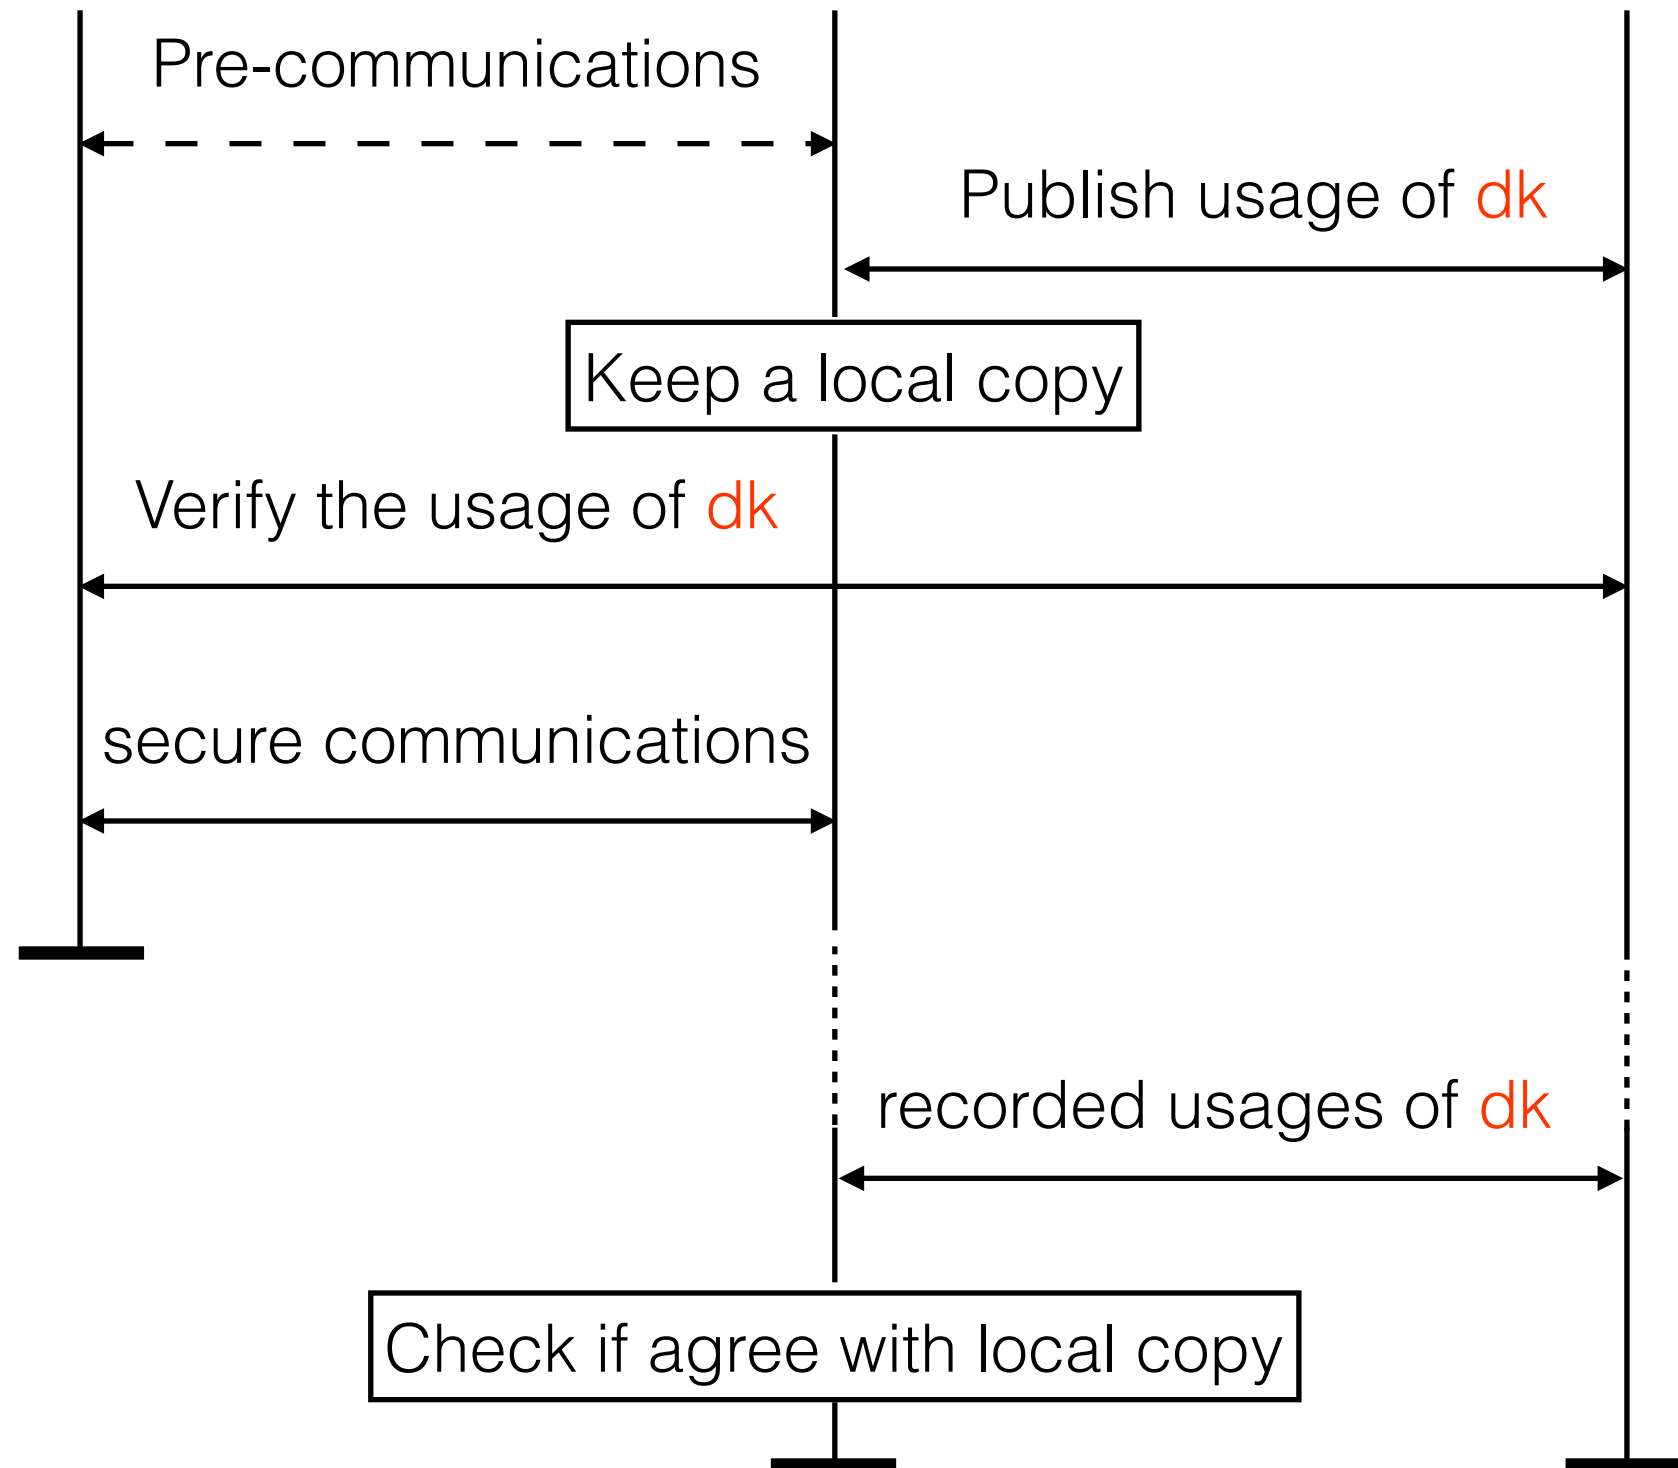 Pre-communications
Publish usage of dk
Keep a local copy
Verify the usage of dk
secure communications
recorded usages of dk
Check if agree with local copy